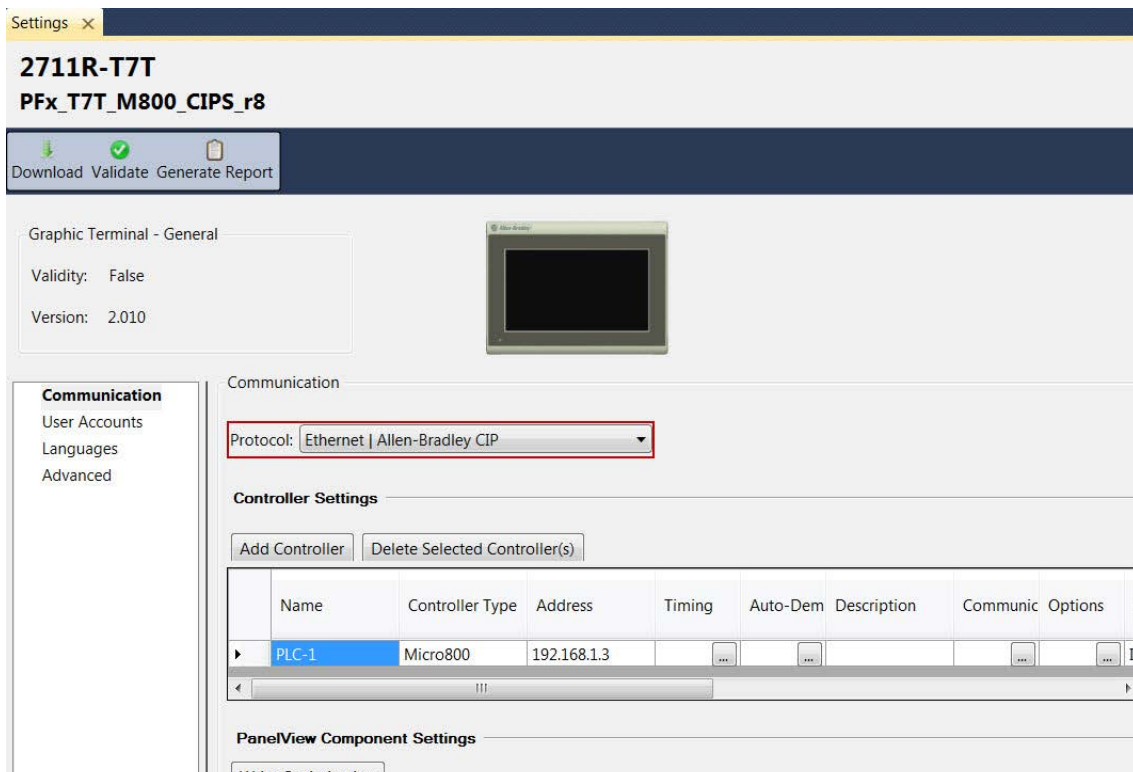 Settings
2711R-T7T
PFx_T7T_M800_CIPS_r8
Download Validate Generate Report
Graphic Terminal - General
Validity: False
Version: 2.010
Allen-Bradley
Communication
User Accounts
Languages
Advanced
Communication
Protocol: Ethernet | Allen-Bradley CIP
Controller Settings
Add Controller Delete Selected Controller(s)
Name Controller Type Address Timing Auto-Dem Description Communic Options
PLC-1 Micro800 192.168.1.3 ... ... ... ...
PanelView Component Settings